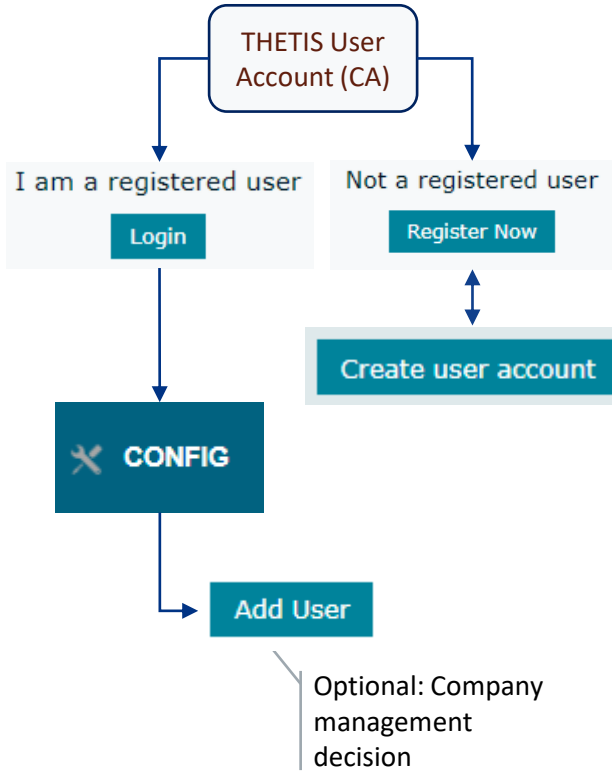 THETIS User
Account (CA)
I am a registered user
Login
Not a registered user
Register Now
Create user account
CONFIG
Add User
Optional: Company
management
decision